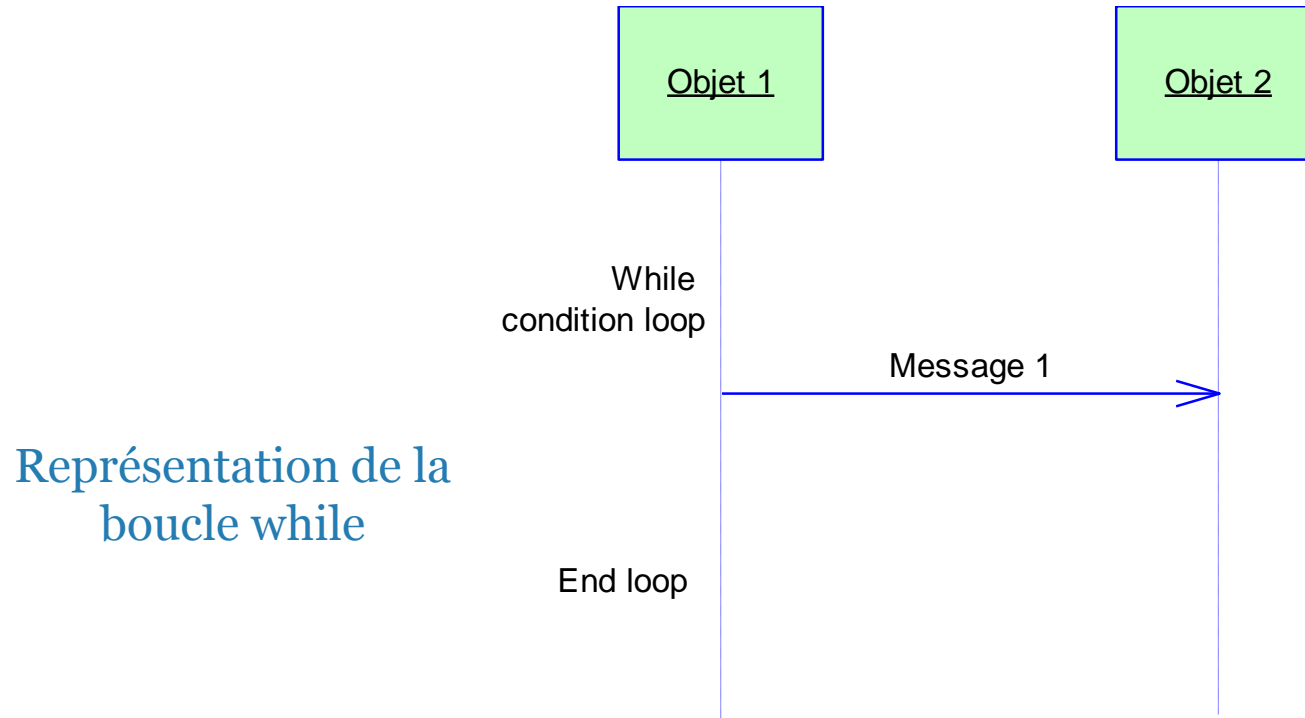 Objet 1
Objet 2
While
condition loop
Message 1
Représentation de la
boucle while
End loop